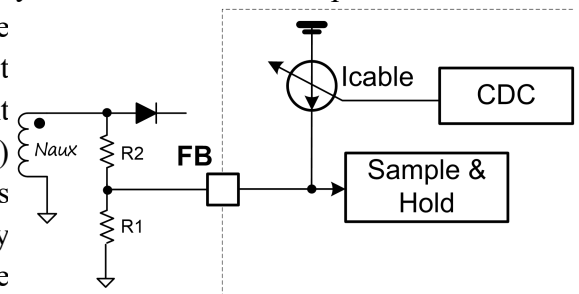 Icable
CDC
Naux
R2
FB
Sample &
Hold
R1